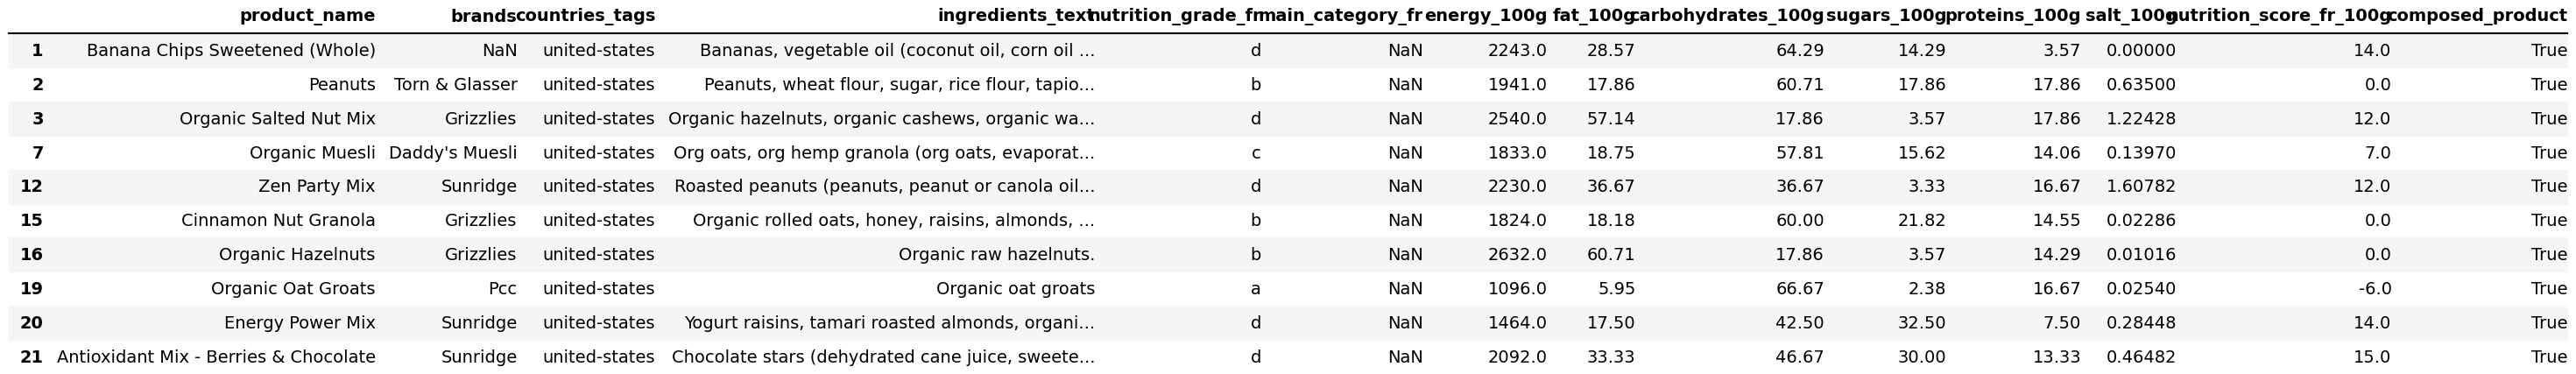 product_name brands countries_tags ingredients_text nutrition_grade_fr main_category_fr energy_100g fat_100g carbohydrates_100g sugars_100g proteins_100g salt_100g nutrition_score_fr_100g composed_product
1 Banana Chips Sweetened (Whole) NaN united-states Bananas, vegetable oil (coconut oil, corn oil ... d NaN 2243.0 28.57 64.29 14.29 3.57 0.00000 14.0 True
2 Peanuts Torn & Glasser united-states Peanuts, wheat flour, sugar, rice flour, tapio... b NaN 1941.0 17.86 60.71 17.86 17.86 0.63500 0.0 True
3 Organic Salted Nut Mix Grizzlies united-states Organic hazelnuts, organic cashews, organic wa... d NaN 2540.0 57.14 17.86 3.57 17.86 1.22428 12.0 True
7 Organic Muesli Daddy's Muesli united-states Org oats, org hemp granola (org oats, evaporat... c NaN 1833.0 18.75 57.81 15.62 14.06 0.13970 7.0 True
12 Zen Party Mix Sunridge united-states Roasted peanuts (peanuts, peanut or canola oil... d NaN 2230.0 36.67 36.67 3.33 16.67 1.60782 12.0 True
15 Cinnamon Nut Granola Grizzlies united-states Organic rolled oats, honey, raisins, almonds, ... b NaN 1824.0 18.18 60.00 21.82 14.55 0.02286 0.0 True
16 Organic Hazelnuts Grizzlies united-states Organic raw hazelnuts. b NaN 2632.0 60.71 17.86 3.57 14.29 0.01016 0.0 True
19 Organic Oat Groats Pcc united-states Organic oat groats a NaN 1096.0 5.95 66.67 2.38 16.67 0.02540 -6.0 True
20 Energy Power Mix Sunridge united-states Yogurt raisins, tamari roasted almonds, organi... d NaN 1464.0 17.50 42.50 32.50 7.50 0.28448 14.0 True
21 Antioxidant Mix - Berries & Chocolate Sunridge united-states Chocolate stars (dehydrated cane juice, sweete... d NaN 2092.0 33.33 46.67 30.00 13.33 0.46482 15.0 True